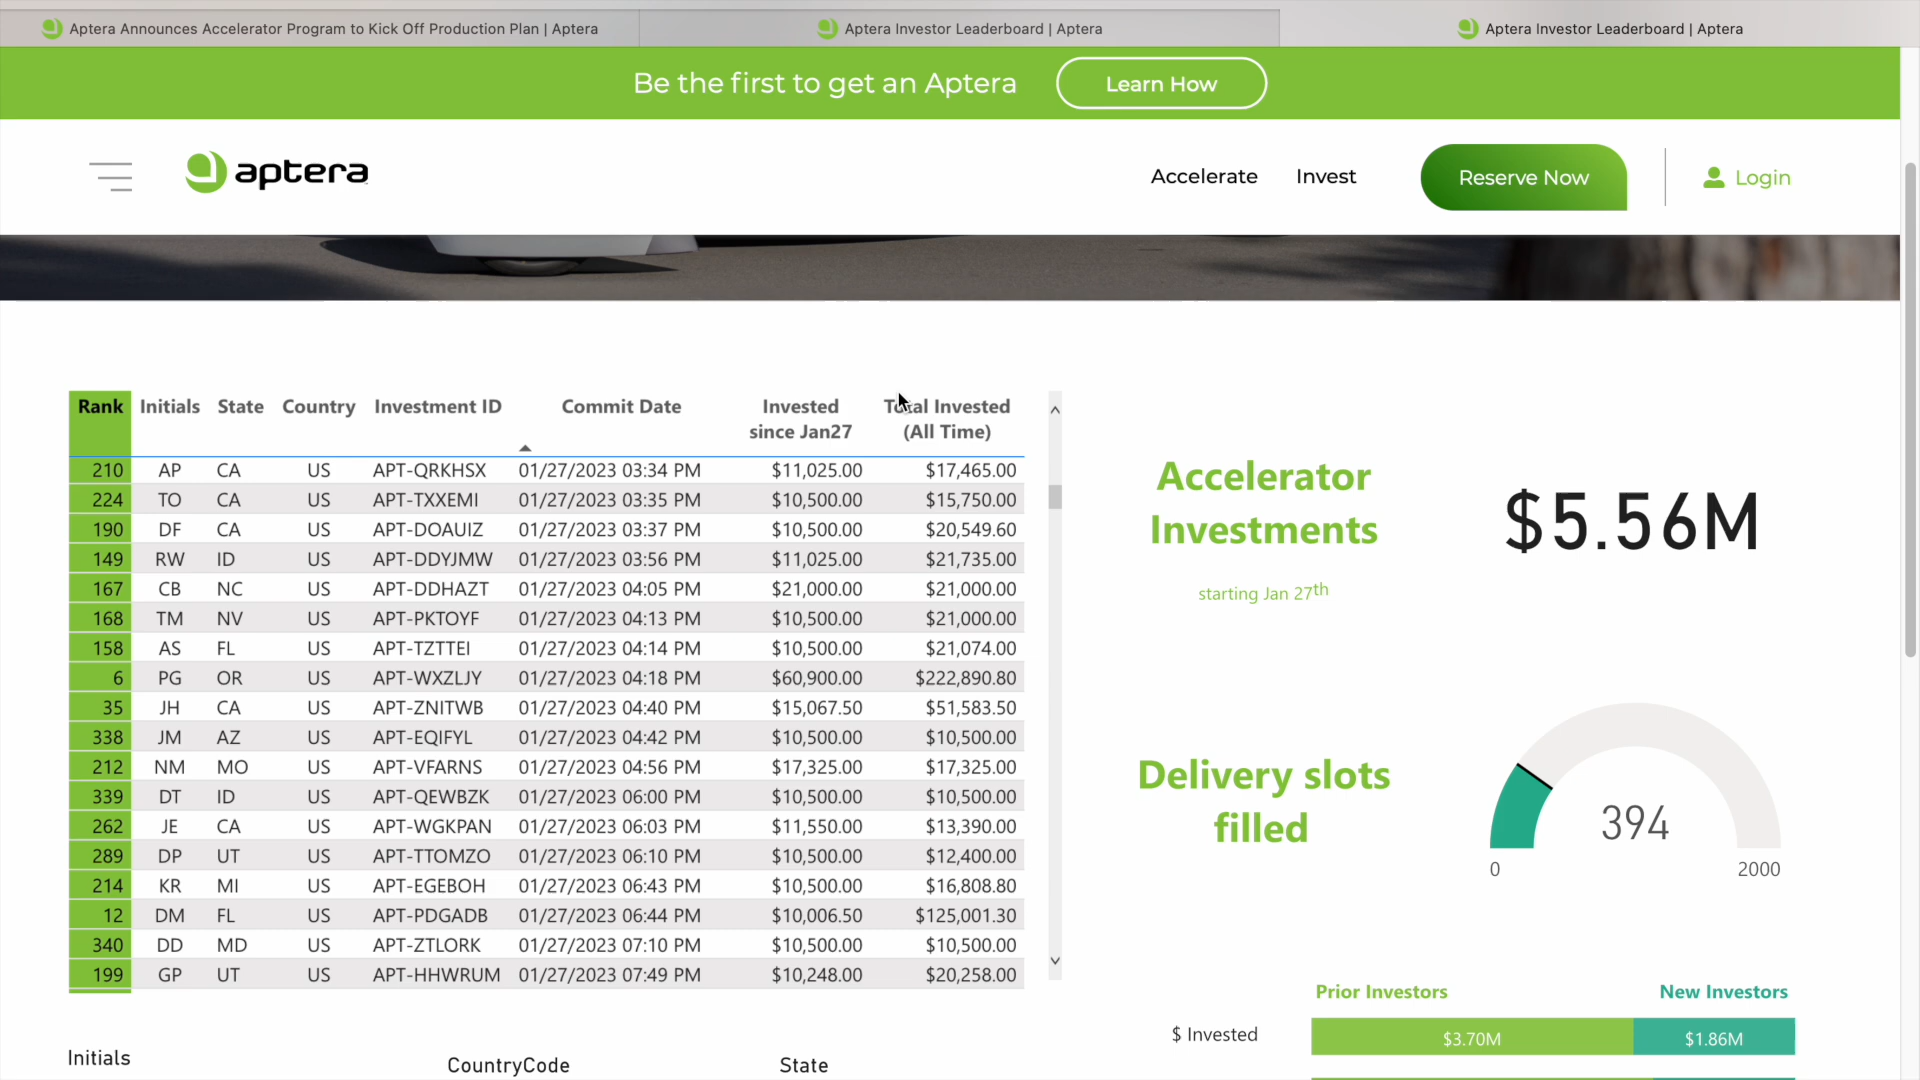 Aptera Announces Accelerator Program to Kick Off Production Plan | Aptera
Aptera Investor Leaderboard | Aptera
Aptera Investor Leaderboard | Aptera
Be the first to get an Aptera
Learn How
aptera
Accelerate
Invest
Reserve Now
Login
Rank Initials State Country Investment ID Commit Date Invested since Jan27 Total Invested (All Time)
210 AP CA US APT-QRKHSX 01/27/2023 03:34 PM $11,025.00 $17,465.00
224 TO CA US APT-TXXEMI 01/27/2023 03:35 PM $10,500.00 $15,750.00
190 DF CA US APT-DOAUIZ 01/27/2023 03:37 PM $10,500.00 $20,549.60
149 RW ID US APT-DDYJMW 01/27/2023 03:56 PM $11,025.00 $21,735.00
167 CB NC US APT-DDHAZT 01/27/2023 04:05 PM $21,000.00 $21,000.00
168 TM NV US APT-PKTOYF 01/27/2023 04:13 PM $10,500.00 $21,000.00
158 AS FL US APT-TZTTEI 01/27/2023 04:14 PM $10,500.00 $21,074.00
6 PG OR US APT-WXZLJY 01/27/2023 04:18 PM $60,900.00 $222,890.80
35 JH CA US APT-ZNITWB 01/27/2023 04:40 PM $15,067.50 $51,583.50
338 JM AZ US APT-EQIFYL 01/27/2023 04:42 PM $10,500.00 $10,500.00
212 NM MO US APT-VFARNS 01/27/2023 04:56 PM $17,325.00 $17,325.00
339 DT ID US APT-QEWBZK 01/27/2023 06:00 PM $10,500.00 $10,500.00
262 JE CA US APT-WGKPAN 01/27/2023 06:03 PM $11,550.00 $13,390.00
289 DP UT US APT-TTOMZO 01/27/2023 06:10 PM $10,500.00 $12,400.00
214 KR MI US APT-EGEBOH 01/27/2023 06:43 PM $10,500.00 $16,808.80
12 DM FL US APT-PDGADB 01/27/2023 06:44 PM $10,006.50 $125,001.30
340 DD MD US APT-ZTLORK 01/27/2023 07:10 PM $10,500.00 $10,500.00
199 GP UT US APT-HHWRUM 01/27/2023 07:49 PM $10,248.00 $20,258.00
Initials
CountryCode
State
Accelerator
Investments
starting Jan 27th
$5.56M
Delivery slots
filled
394
0
2000
Prior Investors
New Investors
$ Invested
$3.70M
$1.86M